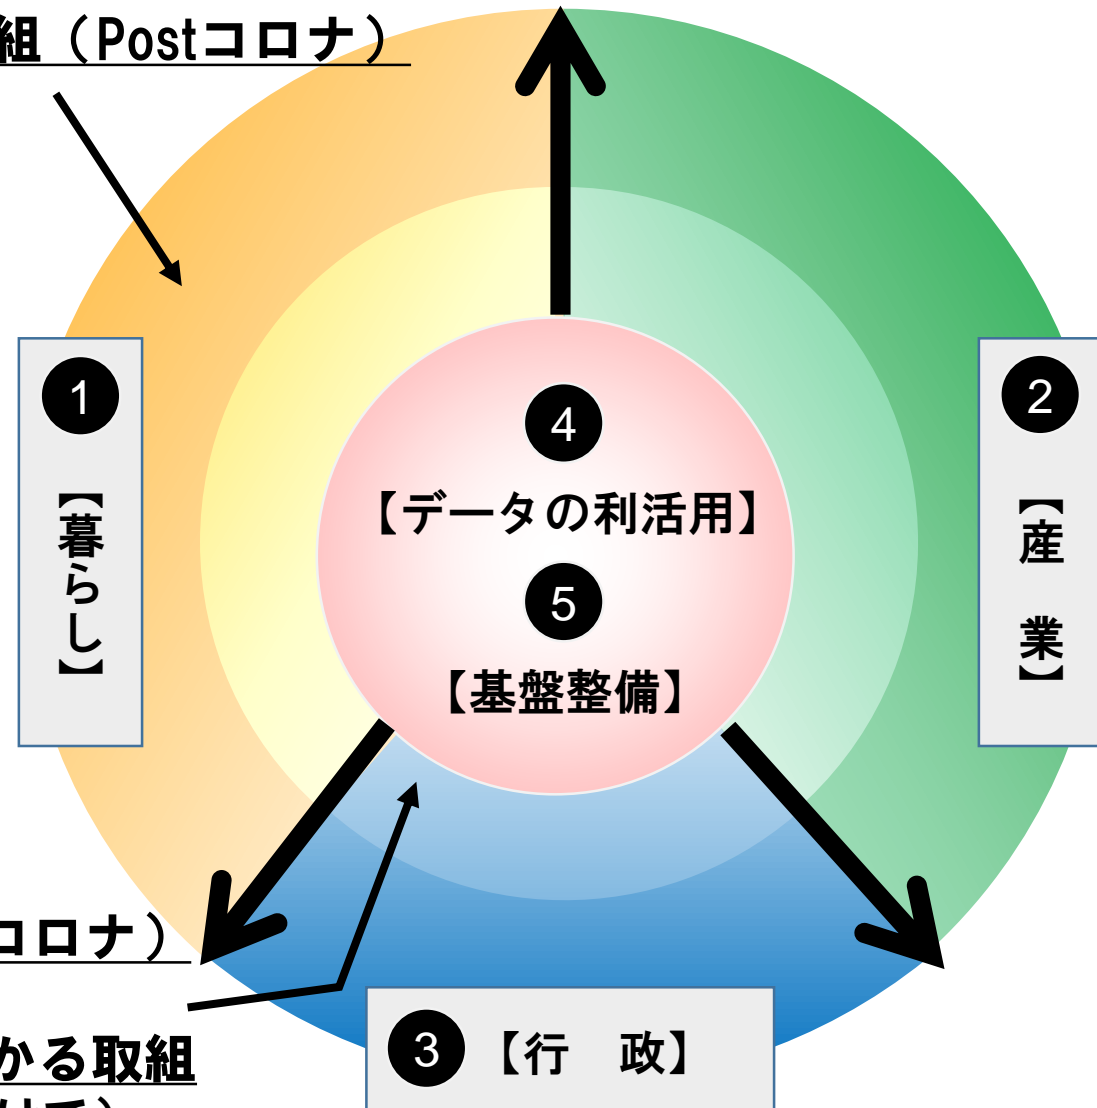 組（Postコロナ）
1
【暮らし】
2
【産　業】
4
【データの利活用】
5
【基盤整備】
コロナ）
かる取組
3
【行　政】